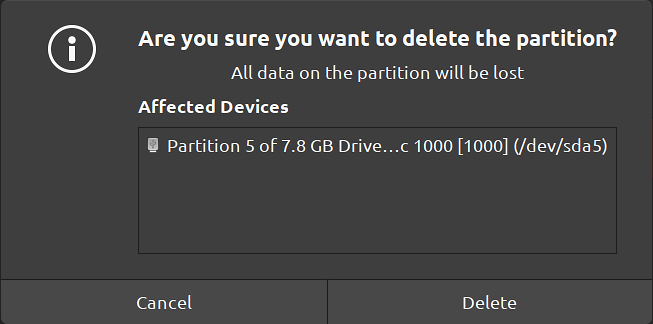 Are you sure you want to delete the partition?
All data on the partition will be lost
Affected Devices
Partition 5 of 7.8 GB Drive…c 1000 [1000] (/dev/sda5)
Cancel
Delete